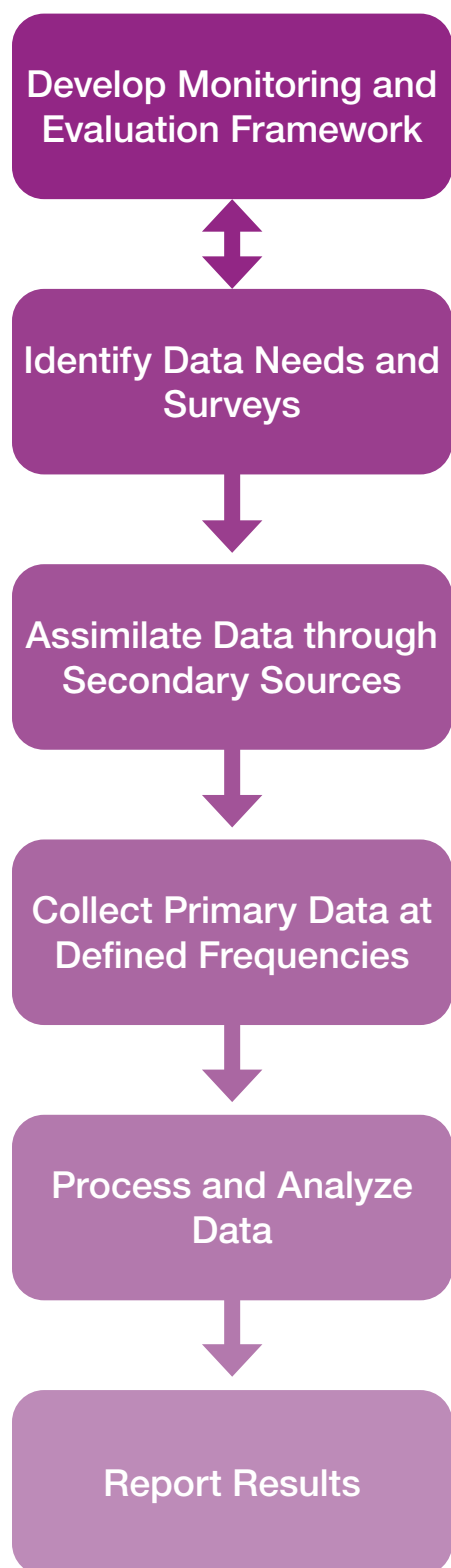 Develop Monitoring and
Evaluation Framework
Identify Data Needs and
Surveys
Assimilate Data through
Secondary Sources
Collect Primary Data at
Defined Frequencies
Process and Analyze
Data
Report Results